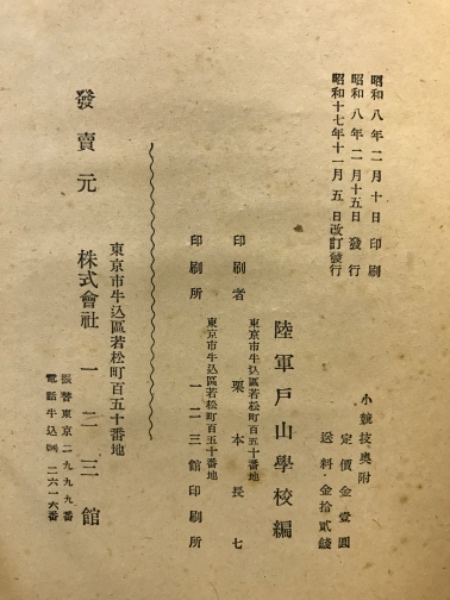 昭和八年二月十日印刷
昭和八年二月十五日發行
昭和十七年十一月五日改訂發行
小競技奧附
定價金壹圓
送料・金拾貳錢
陸軍戸山學校編
東京市牛込區若松町百五十番地
印刷者 栗本長七
東京市牛込區若松町百五十番地
印刷所 一二三館印刷所
東京市牛込區若松町百五十番地
發賣元 株式會社 一二三館
振替東京二九九九番
電話牛込 二六一六番